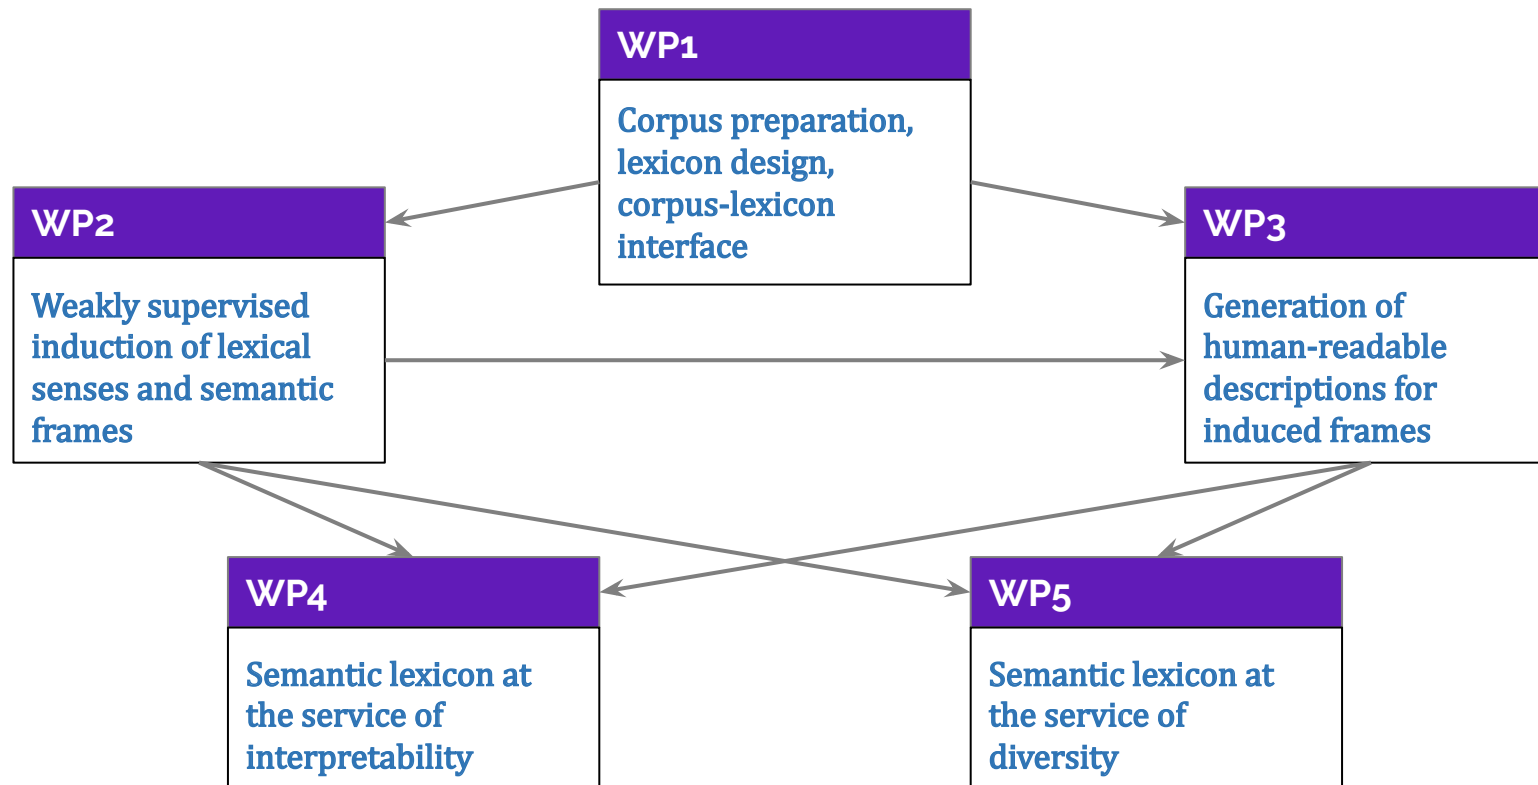 WP1
Corpus preparation,
lexicon design,
corpus-lexicon
interface
WP2
Weakly supervised
induction of lexical
senses and semantic
frames
WP3
Generation of
human-readable
descriptions for
induced frames
WP4
Semantic lexicon at
the service of
interpretability
WP5
Semantic lexicon at
the service of
diversity